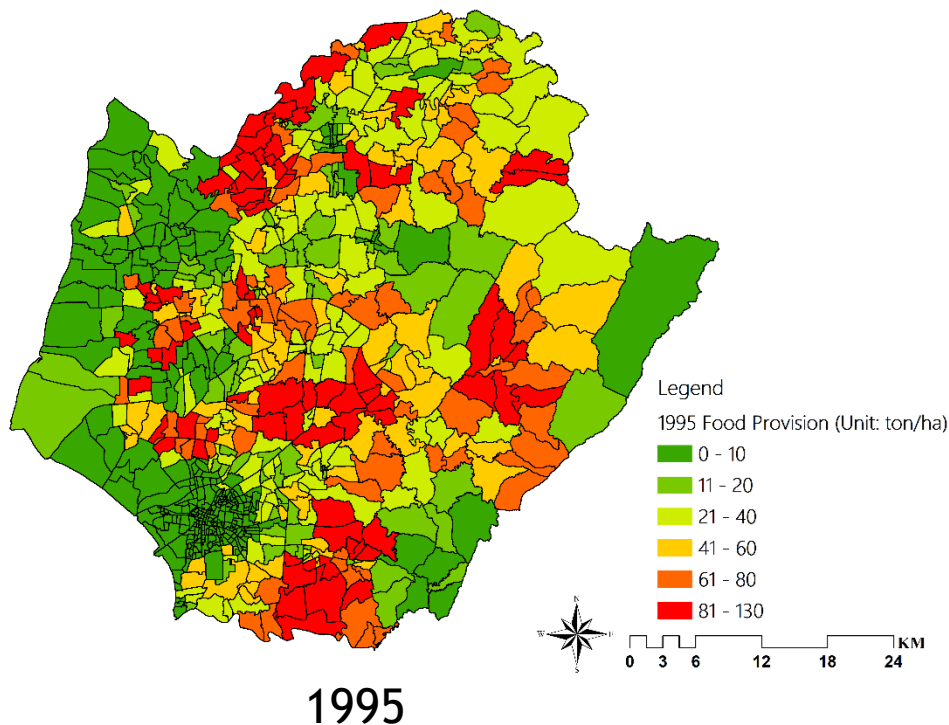 Legend
1995 Food Provision (Unit: ton/ha)
0 - 10
11 - 20
21 - 40
41 - 60
61 - 80
81 - 130
N
W E
S
KM
0 3 6 12 18 24
1995